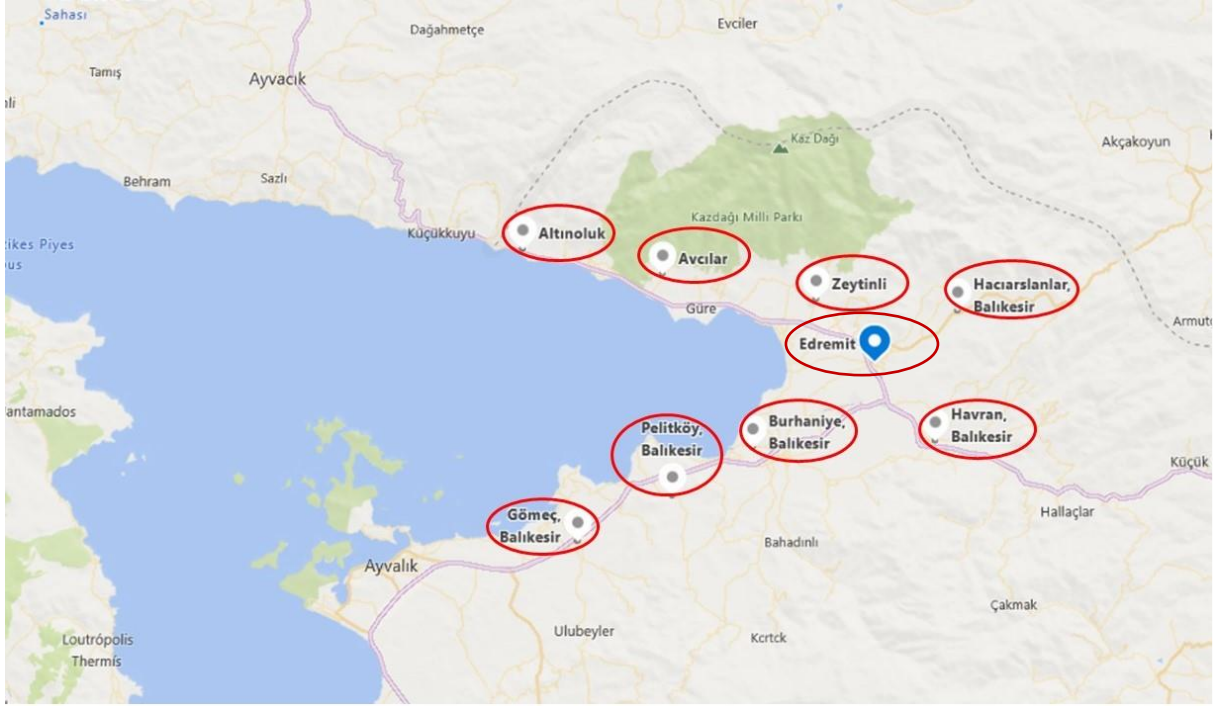 Sahası
Dağahmetçe
Evciler
Tamış
Ayvacık
Kaz Dağı
Akçakoyun
Behram
Sazlı
Kazdağı Milli Parkı
Küçükkuyu
Altınoluk
Avcılar
Zeytinli
Hacıarslanlar,
Balıkesir
Güre
Edremit
Pelitköy,
Balıkesir
Burhaniye,
Balıkesir
Havran,
Balıkesir
Küçük
Gömeç,
Balıkesir
Hallaçlar
Bahadınlı
Ayvalık
Çakmak
Ulubeyler
Loutrópolis
Thermís